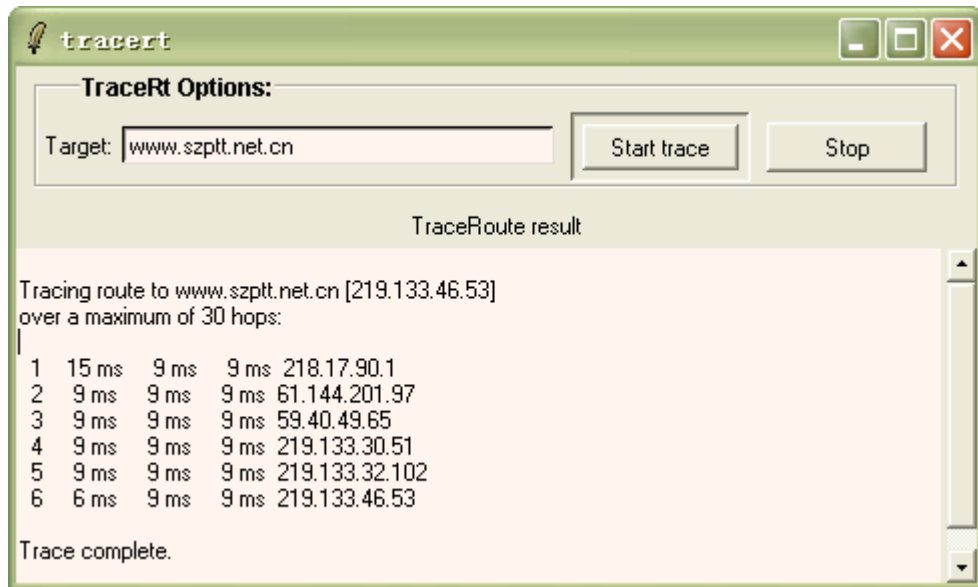 tracert
TraceRt Options:
Target: www.szptt.net.cn Start trace Stop
TraceRoute result
Tracing route to www.szptt.net.cn [219.133.46.53]
over a maximum of 30 hops:
1 15 ms 9 ms 9 ms 218.17.90.1
2 9 ms 9 ms 9 ms 61.144.201.97
3 9 ms 9 ms 9 ms 59.40.49.65
4 9 ms 9 ms 9 ms 219.133.30.51
5 9 ms 9 ms 9 ms 219.133.32.102
6 6 ms 9 ms 9 ms 219.133.46.53
Trace complete.